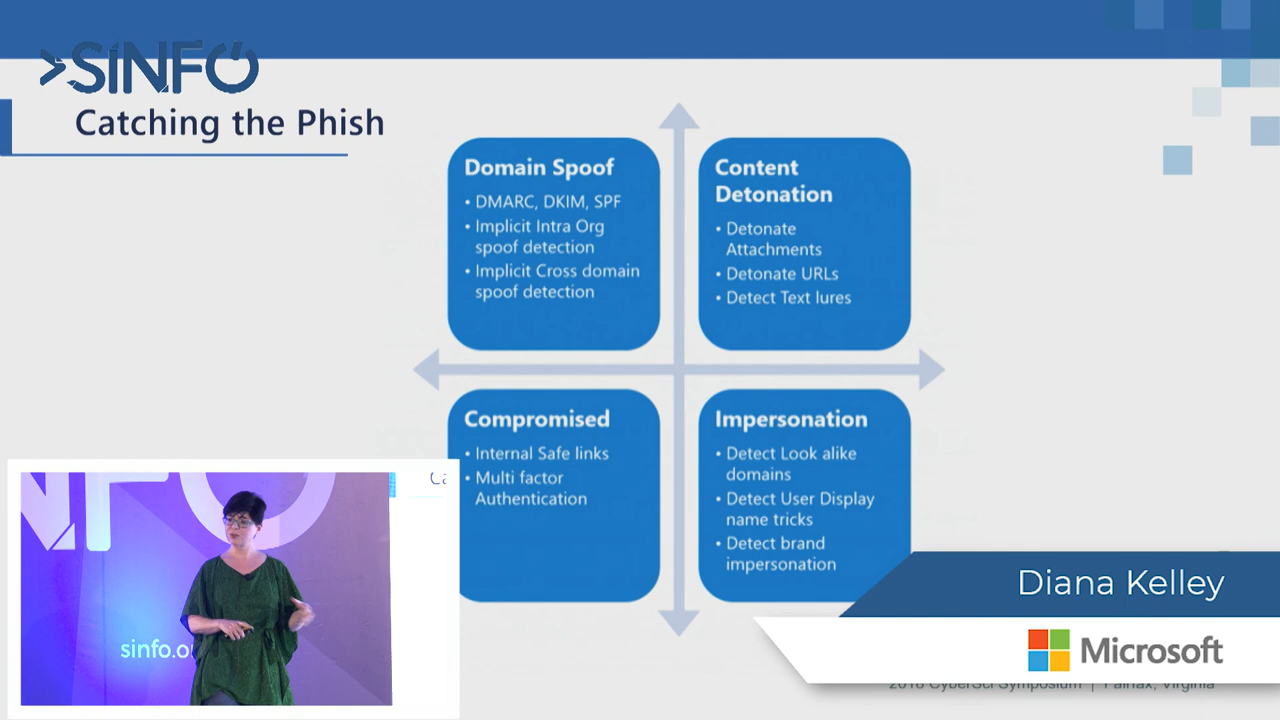 >SINFO
Catching the Phish
Domain Spoof
• DMARC, DKIM, SPF
• Implicit Intra Org
spoof detection
• Implicit Cross domain
spoof detection
Content
Detonation
• Detonate
Attachments
• Detonate URLs
• Detect Text lures
Compromised
• Internal Safe links
• Multi factor
Authentication
Impersonation
• Detect Look alike
domains
• Detect User Display
name tricks
• Detect brand
impersonation
NFO
Ca
sinfo.o
Diana Kelley
Microsoft
2018 CyberSci Symposium | Fairfax, Virginia